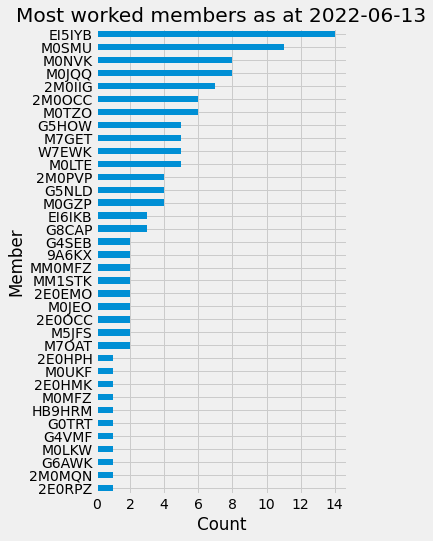 Most worked members as at 2022-06-13
EI5IYB
M0SMU
M0NVK
M0JQQ
2M0IIG
2M0OCC
M0TZO
G5HOW
M7GET
W7EWK
M0LTE
2M0PVP
G5NLD
M0GZP
EI6IKB
G8CAP
G4SEB
9A6KX
MM0MFZ
MM1STK
2E0EMO
M0JEO
2E0OCC
M5JFS
M7OAT
2E0HPH
M0UKF
2E0HMK
M0MFZ
HB9HRM
G0TRT
G4VMF
M0LKW
G6AWK
2M0MQN
2E0RPZ
Member
0 2 4 6 8 10 12 14
Count